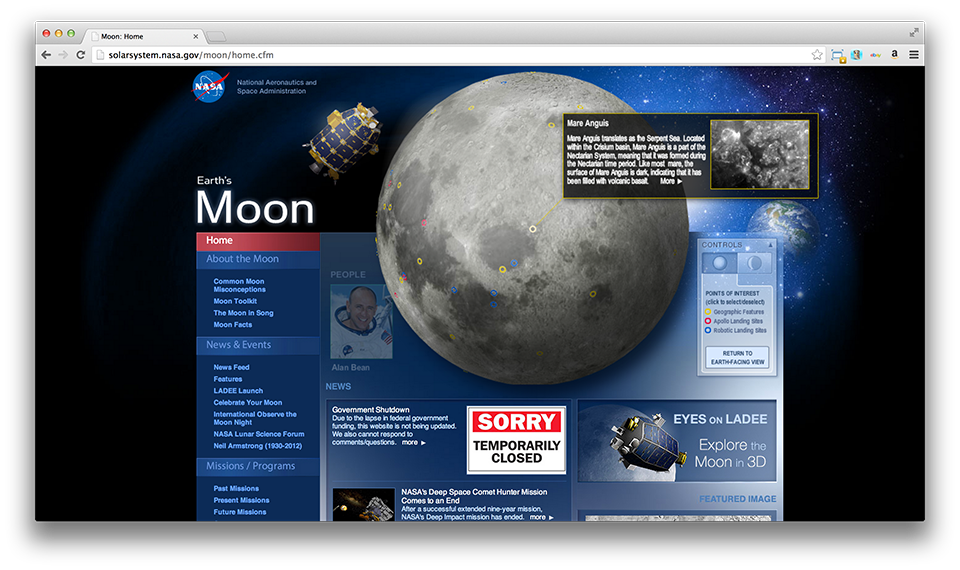 Moon: Home
solarsystem.nasa.gov/moon/home.cfm
ebay
a
NASA
National Aeronautics and
Space Administration
Earth's
Moon
Mare Anguis
Mare Anguis translates as the Serpent Sea. Located
within the Crisium basin, Mare Anguis is a part of the
Nectarian System, meaning that it was formed during
the Nectarian time period. Like most mare, the
surface of Mare Anguis is dark, indicating that it has
been filled with volcanic basalt. More ►
Home
About the Moon
Common Moon
Misconceptions
Moon Toolkit
The Moon in Song
Moon Facts
News & Events
News Feed
Features
LADEE Launch
Celebrate Your Moon
International Observe the
Moon Night
NASA Lunar Science Forum
Neil Armstrong (1930-2012)
Missions / Programs
Past Missions
Present Missions
Future Missions
PEOPLE
Alan Bean
CONTROLS
POINTS OF INTEREST
(click to select/deselect)
Geographic Features
Apollo Landing Sites
Robotic Landing Sites
RETURN TO
EARTH-FACING VIEW
NEWS
Government Shutdown
Due to the lapse in federal government
funding, this website is not being updated.
We also cannot respond to
comments/questions. more ►
SORRY
TEMPORARILY
CLOSED
NASA's Deep Space Comet Hunter Mission
Comes to an End
After a successful extended nine-year mission,
NASA's Deep Impact mission has ended. more ►
EYES ON LADEE
Explore the
Moon in 3D
FEATURED IMAGE